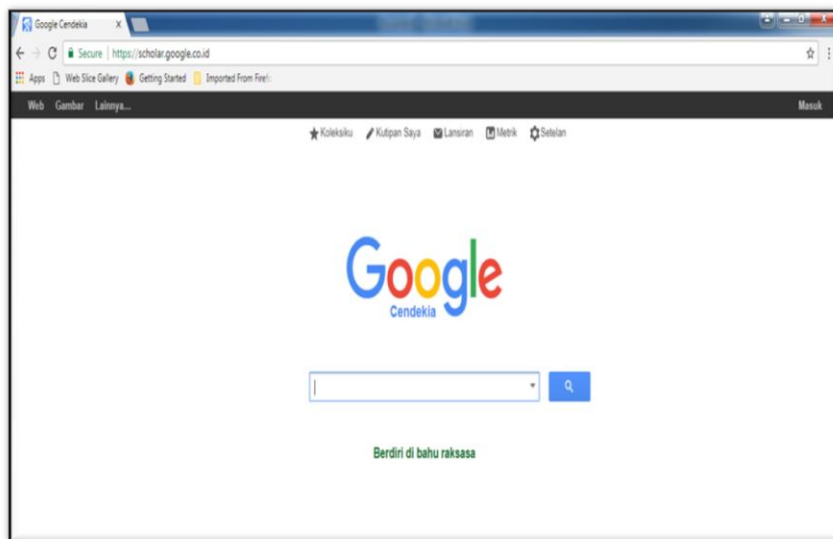 Google Cendekia
Secure | https://scholar.google.co.id
Apps Web Slice Gallery Getting Started Imported From Firef
Web Gambar Lainnya... Masuk
Koleksiku Kutipan Saya Lansiran Metrik Setelan
Google
Cendekia
Berdiri di bahu raksasa